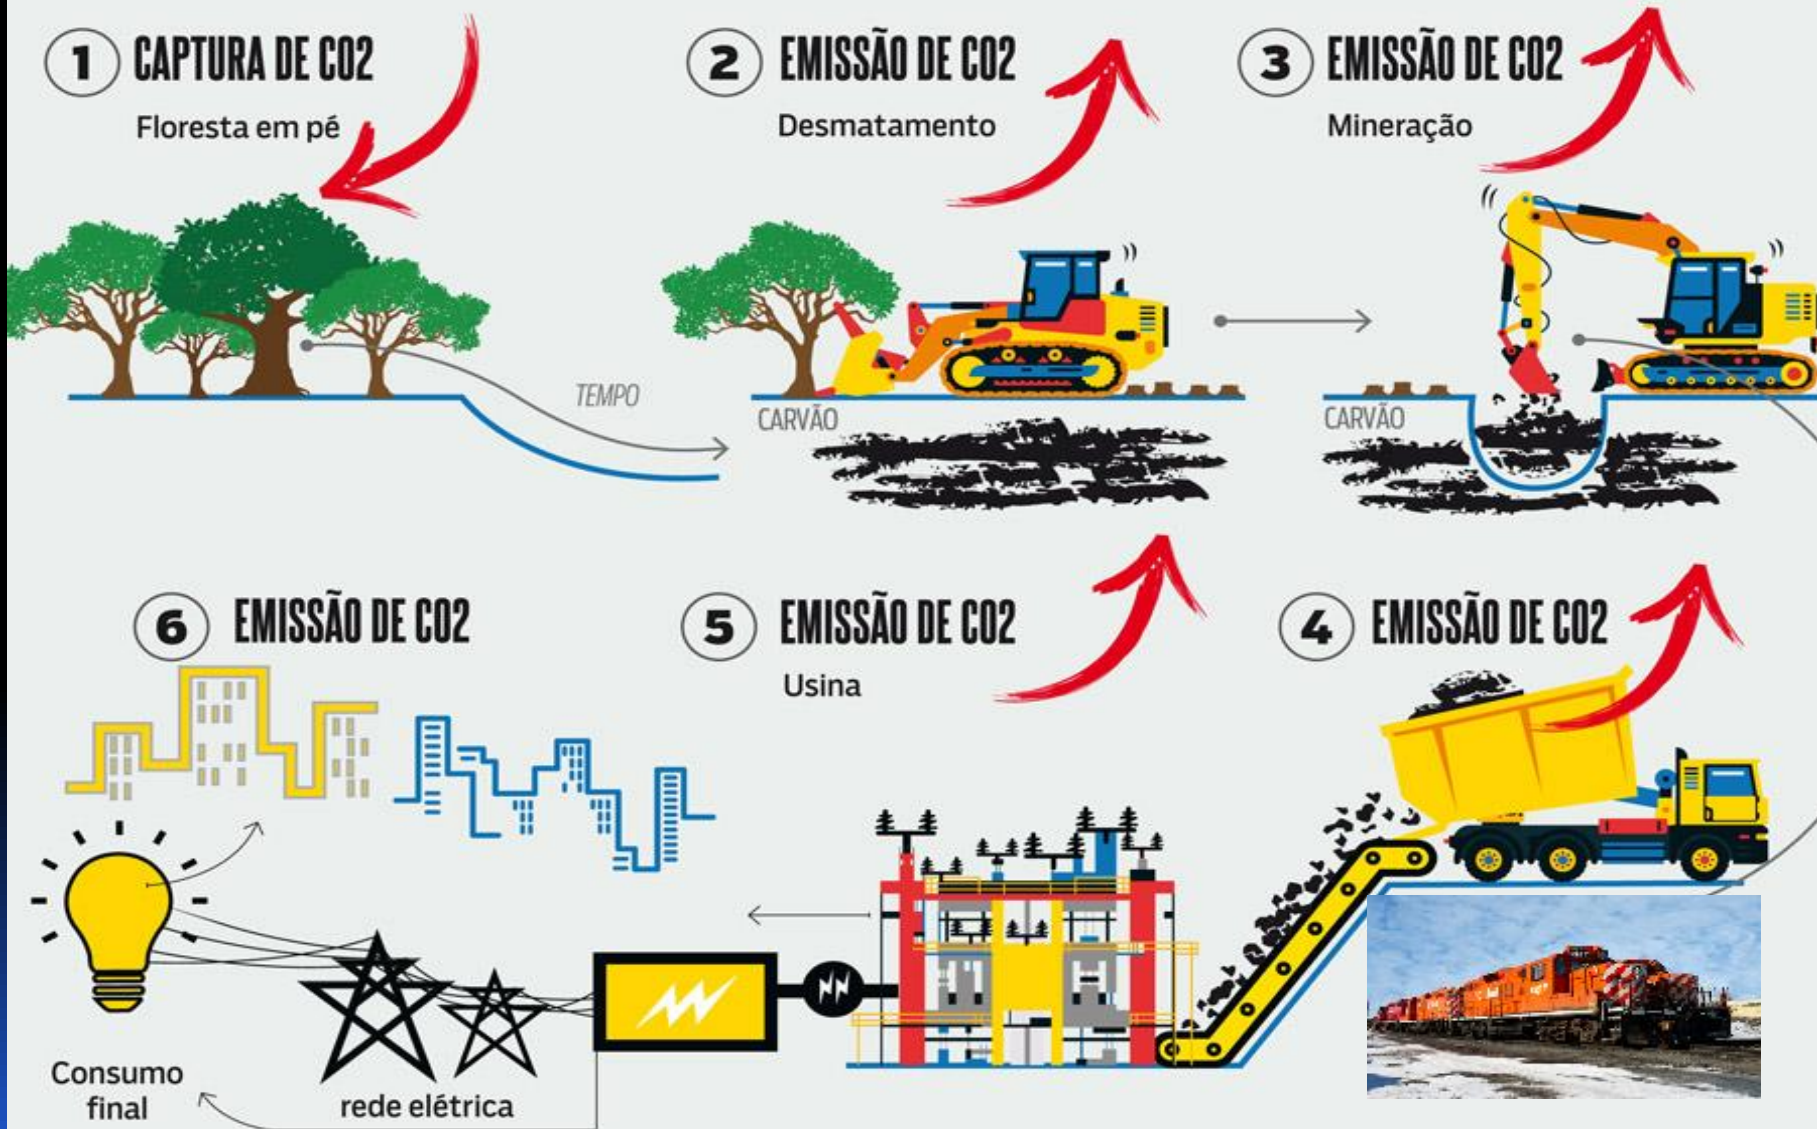 1 CAPTURA DE CO2
Floresta em pé
TEMPO
2 EMISSÃO DE CO2
Desmatamento
CARVÃO
3 EMISSÃO DE CO2
Mineração
CARVÃO
4 EMISSÃO DE CO2
5 EMISSÃO DE CO2
Usina
6 EMISSÃO DE CO2
Consumo
final
rede elétrica